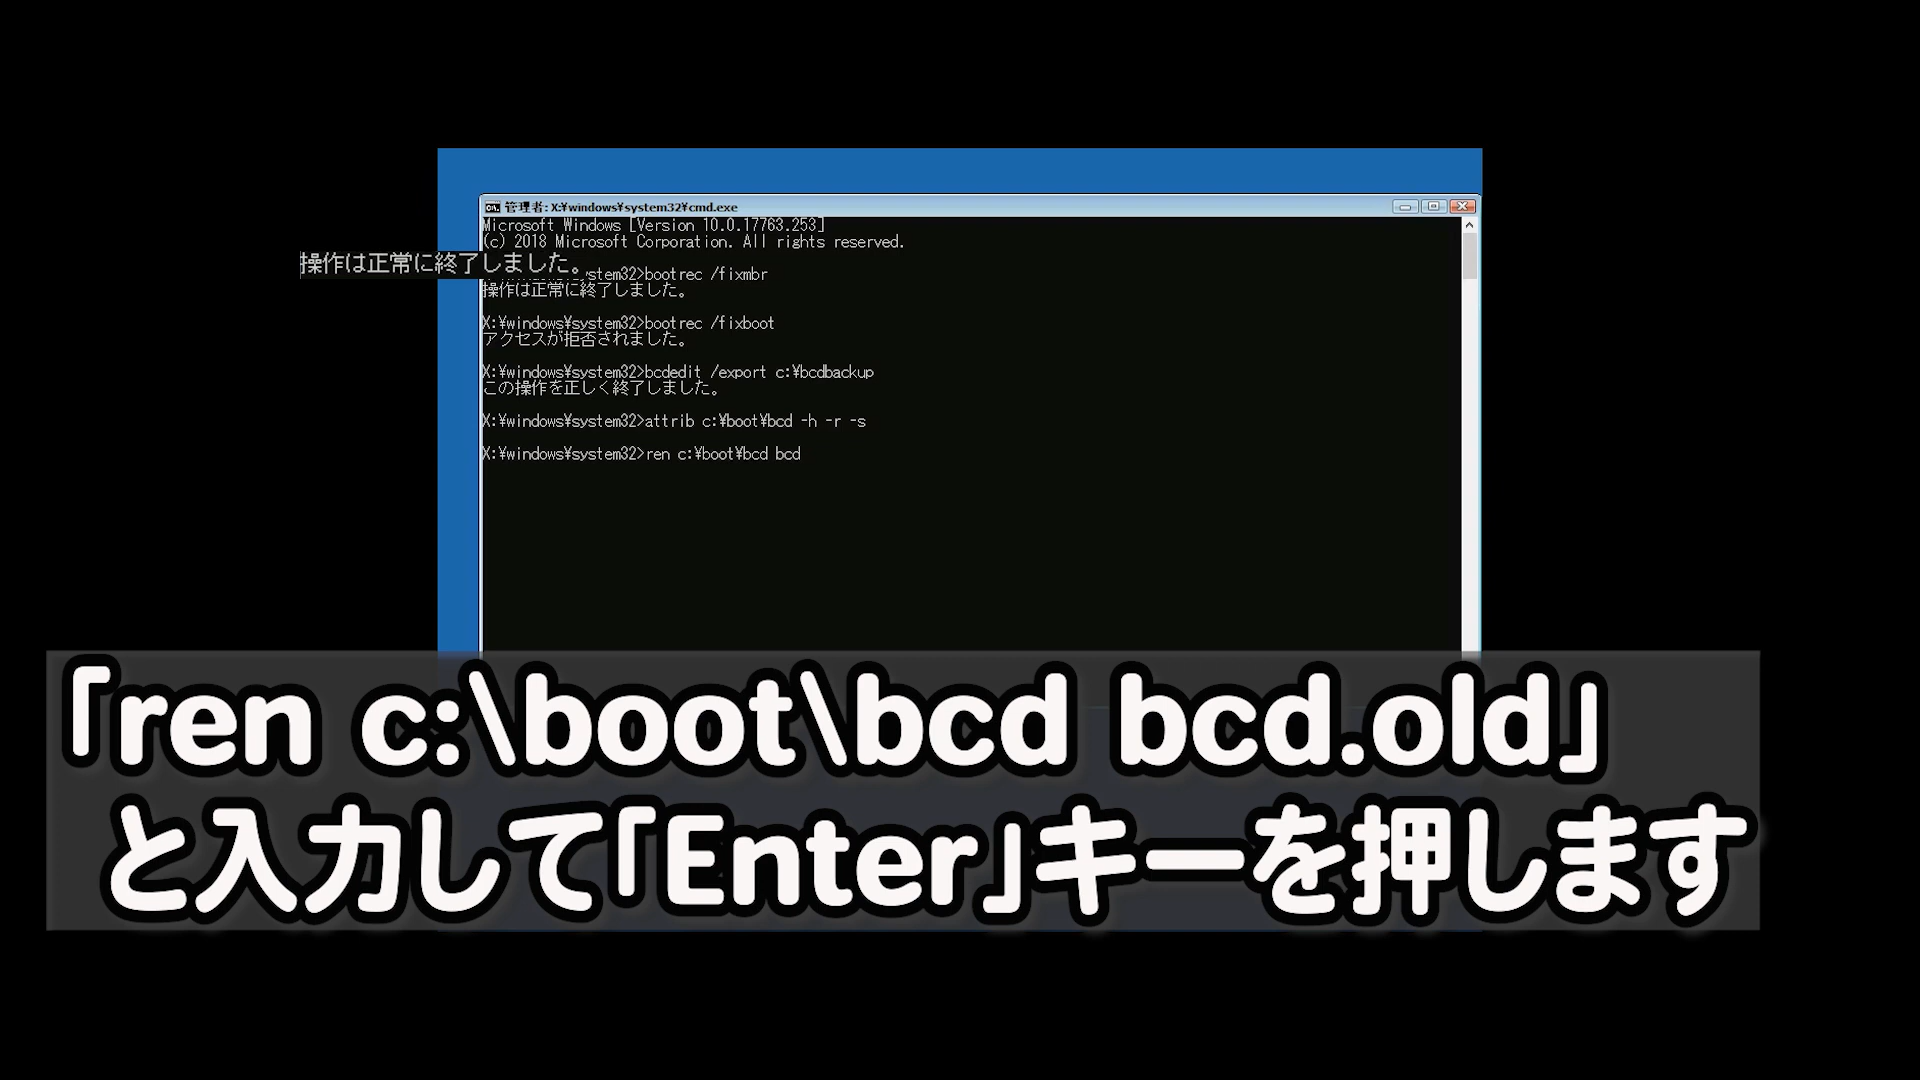 管理者: X:¥windows¥system32¥cmd.exe
Microsoft Windows [Version 10.0.17763.253]
(c) 2018 Microsoft Corporation. All rights reserved.
操作は正常に終了しました。
ystem32>bootrec /fixmbr
操作は正常に終了しました。
X:¥windows¥system32>bootrec /fixboot
アクセスが拒否されました。
X:¥windows¥system32>bcdedit /export c:¥bcdbackup
この操作を正しく終了しました。
X:¥windows¥system32>attrib c:¥boot¥bcd -h -r -s
X:¥windows¥system32>ren c:¥boot¥bcd bcd
「ren c:\boot\bcd bcd.old」
と入力して「Enter」キーを押します